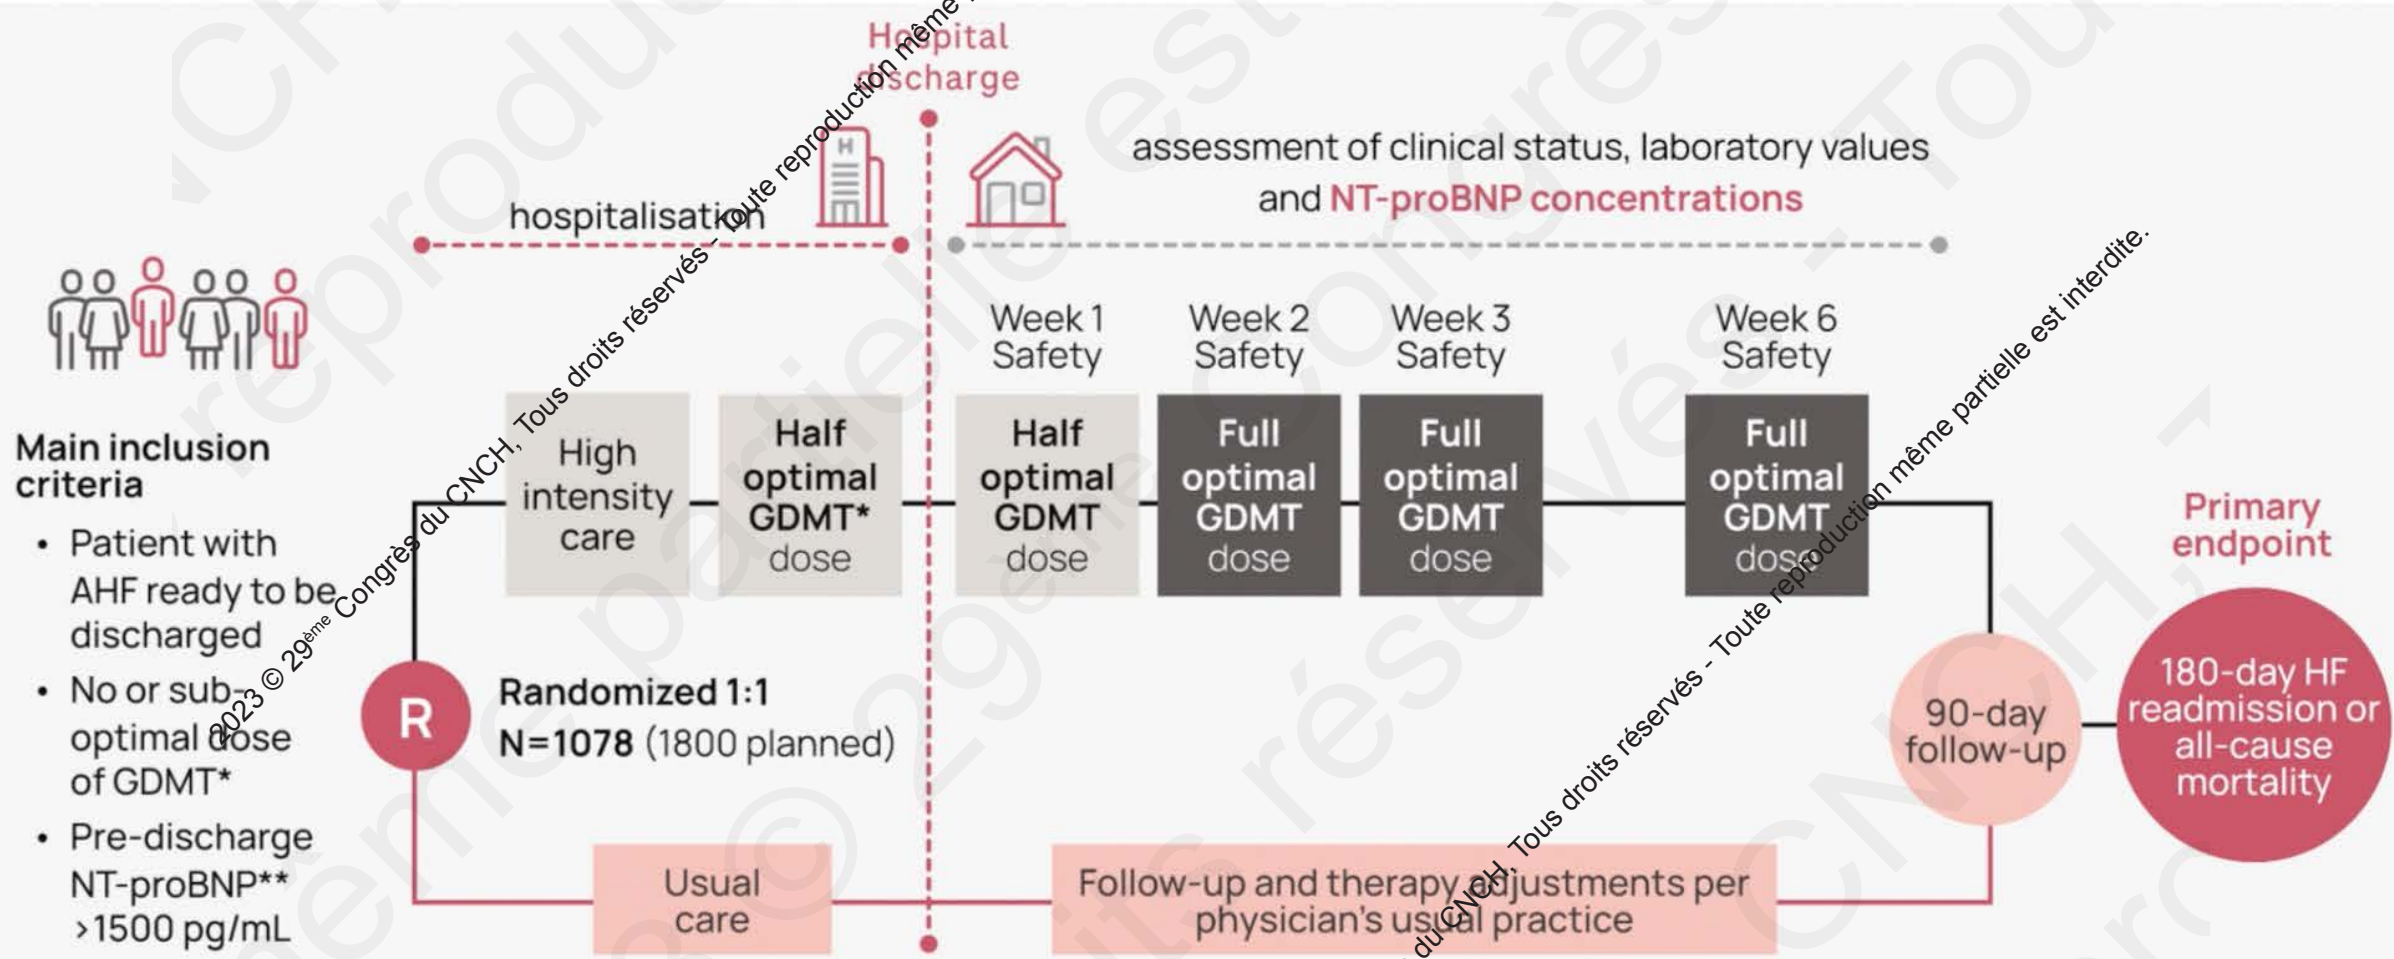 Hospital
discharge
H
hospitalisation
assessment of clinical status, laboratory values
and NT-proBNP concentrations
Week 1
Safety
Week 2
Safety
Week 3
Safety
Week 6
Safety
Main inclusion
criteria
• Patient with
AHF ready to be
discharged
• No or sub-
optimal dose
of GDMT*
• Pre-discharge
NT-proBNP**
>1500 pg/mL
High
intensity
care
Half
optimal
GDMT*
dose
Half
optimal
GDMT
dose
Full
optimal
GDMT
dose
Full
optimal
GDMT
dose
Full
optimal
GDMT
dose
R
Randomized 1:1
N=1078 (1800 planned)
Usual
care
Follow-up and therapy adjustments per
physician's usual practice
90-day
follow-up
Primary
endpoint
180-day HF
readmission or
all-cause
mortality
2023 © 29ème Congrès du CNCH, Tous droits réservés - Toute reproduction même
du CNCH, Tous droits réservés - Toute reproduction même partielle est interdite.